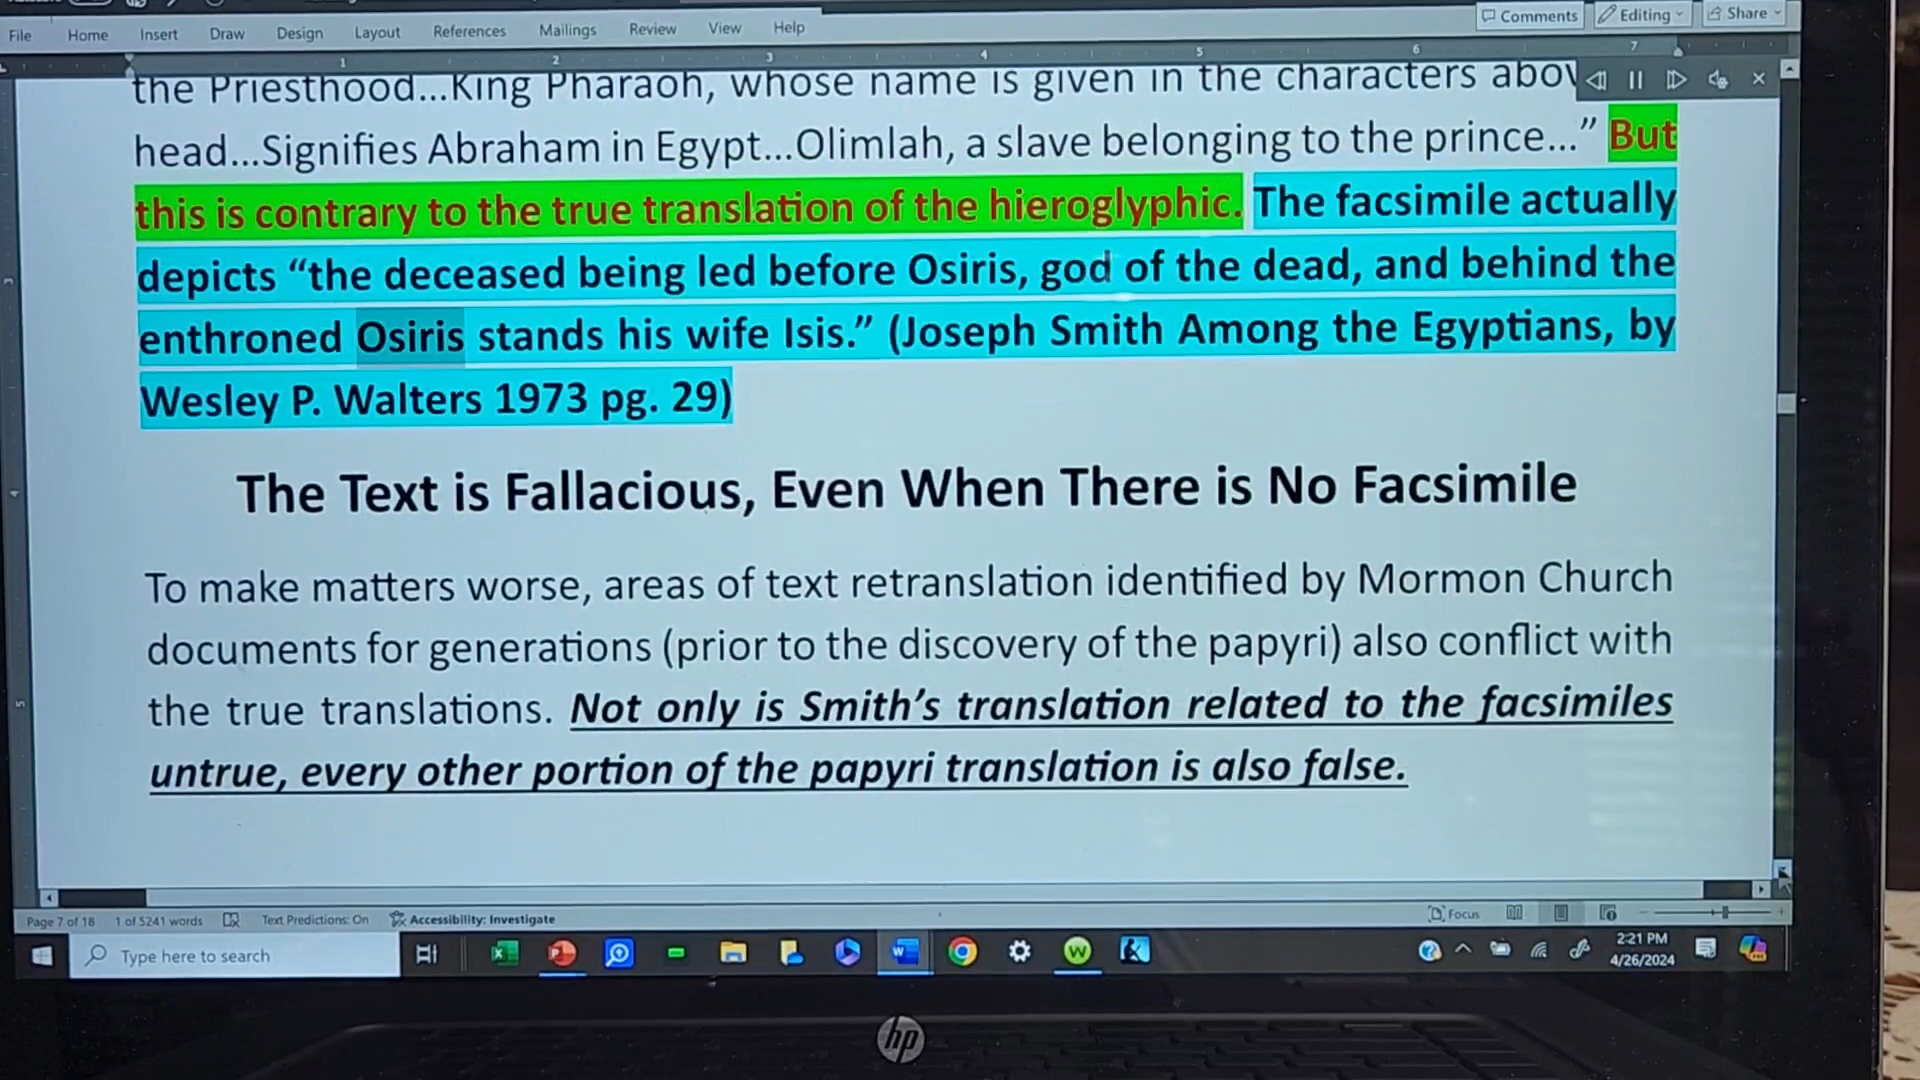 File Home Insert Draw Design Layout References Mailings Review View Help Comments Editing Share
1 2 3 4 5 6 7
the Priesthood...King Pharaoh, whose name is given in the characters abov
head...Signifies Abraham in Egypt...Olimlah, a slave belonging to the prince...” But
this is contrary to the true translation of the hieroglyphic. The facsimile actually
depicts “the deceased being led before Osiris, god of the dead, and behind the
enthroned Osiris stands his wife Isis.” (Joseph Smith Among the Egyptians, by
Wesley P. Walters 1973 pg. 29)
The Text is Fallacious, Even When There is No Facsimile
To make matters worse, areas of text retranslation identified by Mormon Church
documents for generations (prior to the discovery of the papyri) also conflict with
the true translations. Not only is Smith’s translation related to the facsimiles
untrue, every other portion of the papyri translation is also false.
Page 7 of 18 1 of 5241 words Text Predictions: On Accessibility: Investigate Focus
Type here to search
2:21 PM
4/26/2024
hp